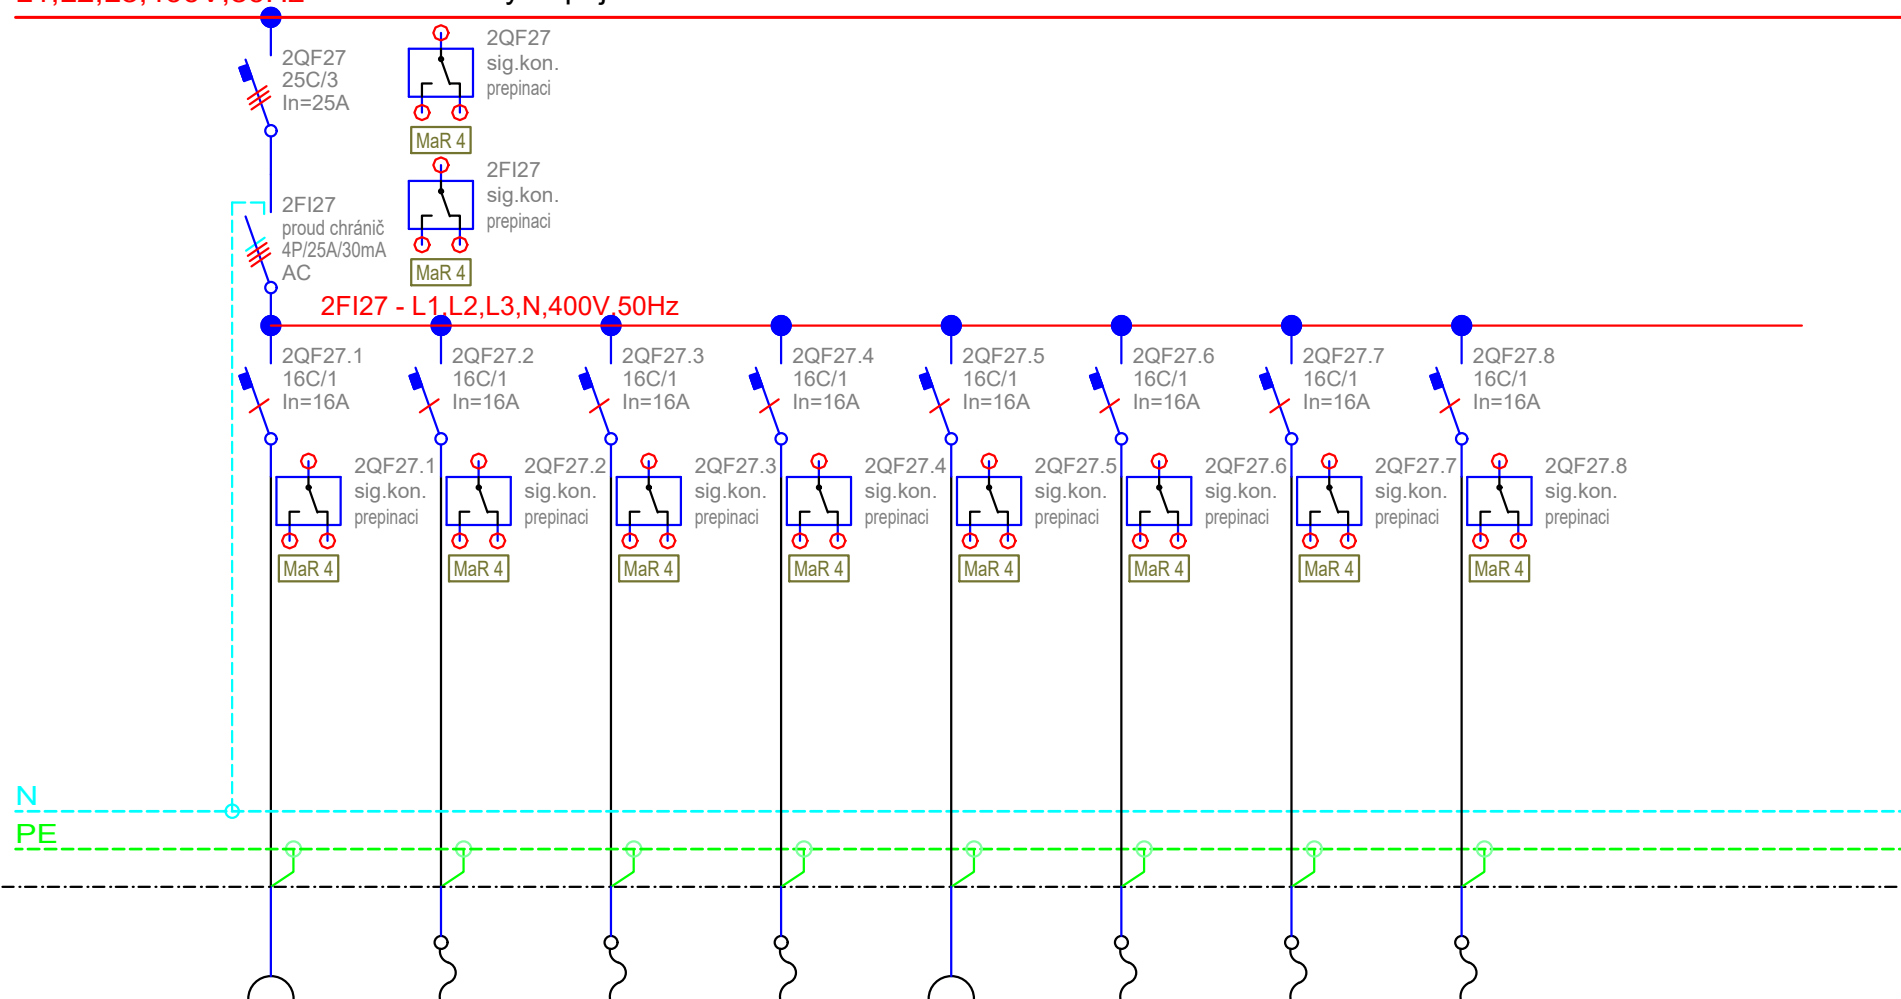 L1,L2,L3,400V,50Hz
2QF27
25C/3
In=25A
2QF27
sig.kon.
prepinaci
MaR 4
2FI27
proud chránič
4P/25A/30mA
AC
2FI27
sig.kon.
prepinaci
MaR 4
2FI27 - L1,L2,L3,N,400V,50Hz
2QF27.1
16C/1
In=16A
2QF27.2
16C/1
In=16A
2QF27.3
16C/1
In=16A
2QF27.4
16C/1
In=16A
2QF27.5
16C/1
In=16A
2QF27.6
16C/1
In=16A
2QF27.7
16C/1
In=16A
2QF27.8
16C/1
In=16A
2QF27.1
sig.kon.
prepinaci
MaR 4
2QF27.2
sig.kon.
prepinaci
MaR 4
2QF27.3
sig.kon.
prepinaci
MaR 4
2QF27.4
sig.kon.
prepinaci
MaR 4
2QF27.5
sig.kon.
prepinaci
MaR 4
2QF27.6
sig.kon.
prepinaci
MaR 4
2QF27.7
sig.kon.
prepinaci
MaR 4
2QF27.8
sig.kon.
prepinaci
MaR 4
N
PE